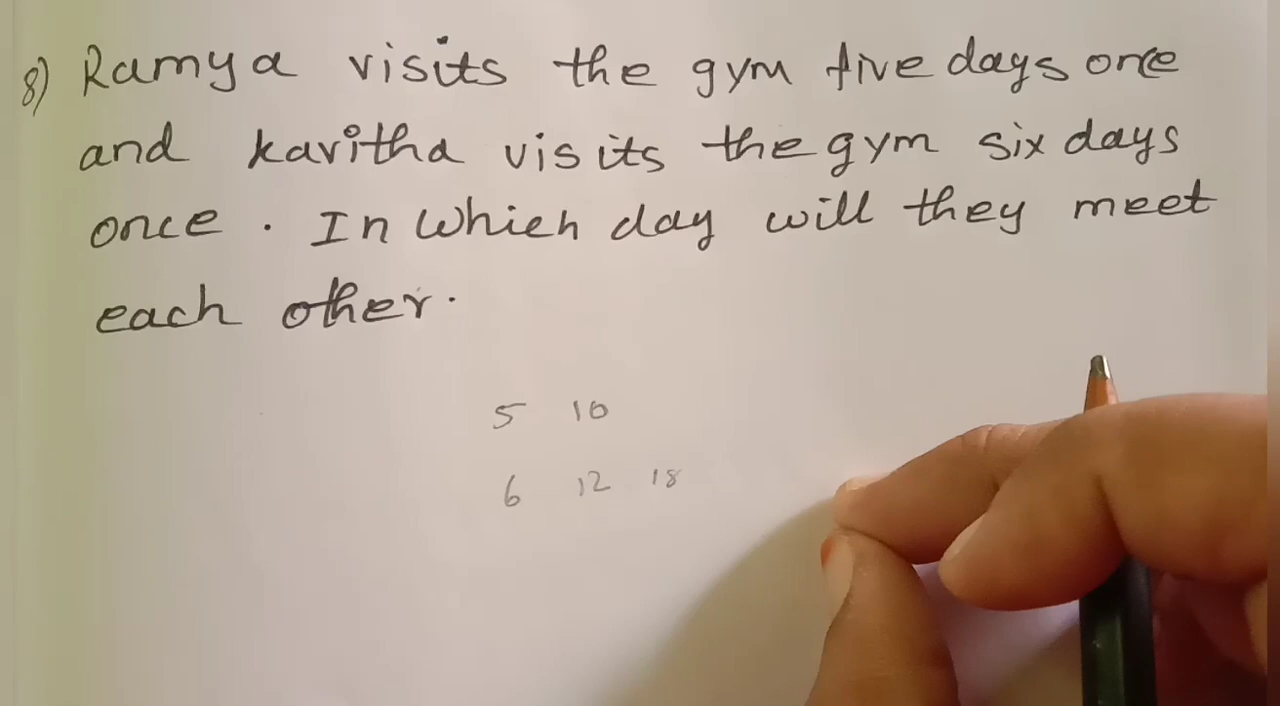 8) Ramya visits the gym five days once
and kavitha visits the gym six days
once. In which day will they meet
each other.
5 10
6 12 18